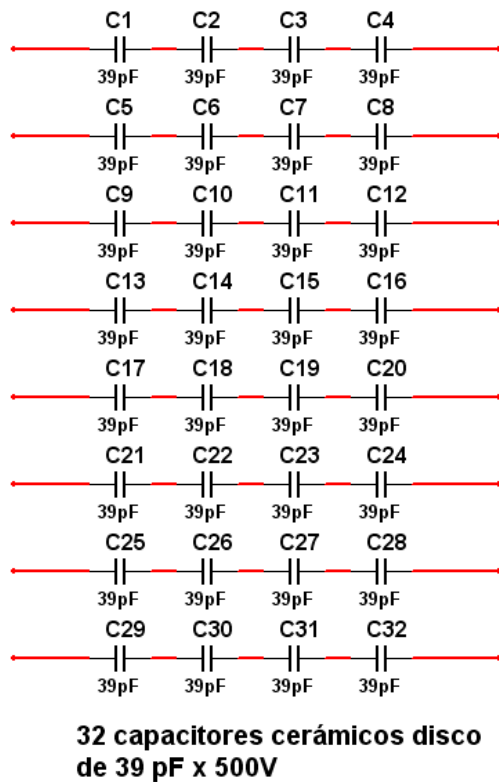 C1 C2 C3 C4
39pF 39pF 39pF 39pF
C5 C6 C7 C8
39pF 39pF 39pF 39pF
C9 C10 C11 C12
39pF 39pF 39pF 39pF
C13 C14 C15 C16
39pF 39pF 39pF 39pF
C17 C18 C19 C20
39pF 39pF 39pF 39pF
C21 C22 C23 C24
39pF 39pF 39pF 39pF
C25 C26 C27 C28
39pF 39pF 39pF 39pF
C29 C30 C31 C32
39pF 39pF 39pF 39pF
32 capacitores cerámicos disco
de 39 pF x 500V